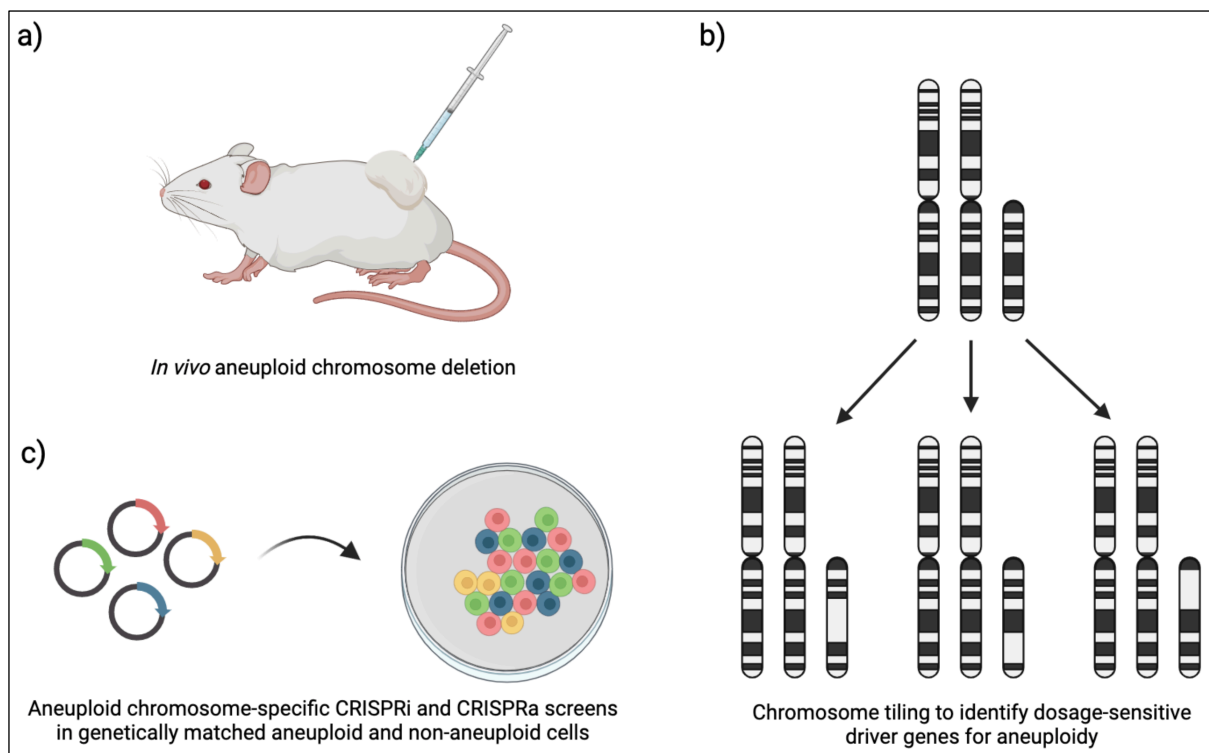 a)
In vivo aneuploid chromosome deletion
b)
Chromosome tiling to identify dosage-sensitive
driver genes for aneuploidy
c)
Aneuploid chromosome-specific CRISPRi and CRISPRa screens
in genetically matched aneuploid and non-aneuploid cells